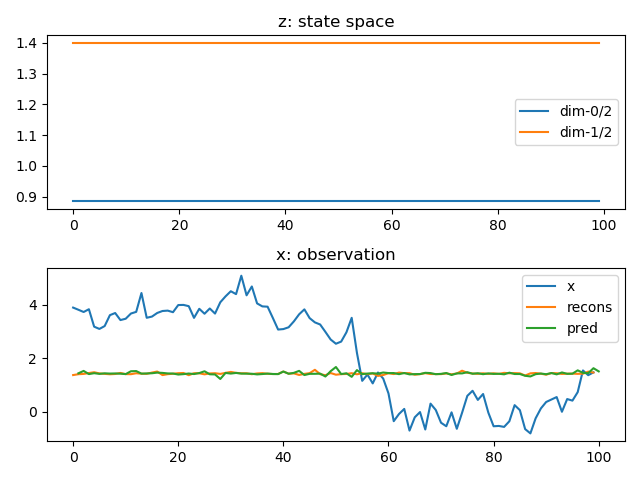 z: state space
1.4
1.3
1.2
1.1
1.0
0.9
dim-0/2
dim-1/2
0 20 40 60 80 100
x: observation
4
2
0
x
recons
pred
0 20 40 60 80 100